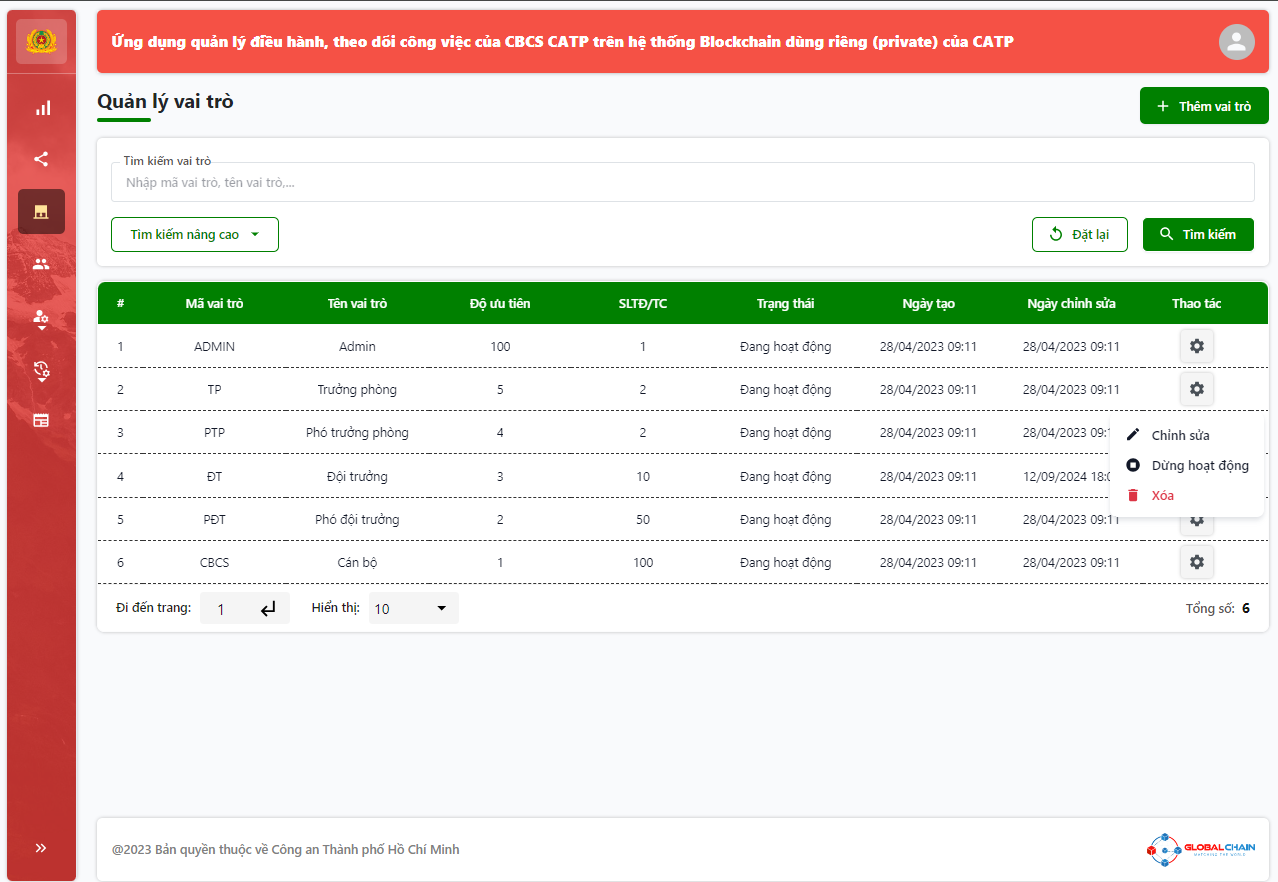 Ứng dụng quản lý điều hành, theo dõi công việc của CBCS CATP trên hệ thống Blockchain dùng riêng (private) của CATP
Quản lý vai trò
Thêm vai trò
Tìm kiếm vai trò
Nhập mã vai trò, tên vai trò,...
Tìm kiếm nâng cao
Đặt lại
Tìm kiếm
# Mã vai trò Tên vai trò Độ ưu tiên SLTĐ/TC Trạng thái Ngày tạo Ngày chỉnh sửa Thao tác
1 ADMIN Admin 100 1 Đang hoạt động 28/04/2023 09:11 28/04/2023 09:11
2 TP Trưởng phòng 5 2 Đang hoạt động 28/04/2023 09:11 28/04/2023 09:11
3 PTP Phó trưởng phòng 4 2 Đang hoạt động 28/04/2023 09:11 28/04/2023 09:1
Chỉnh sửa
Dừng hoạt động
4 ĐT Đội trưởng 3 10 Đang hoạt động 28/04/2023 09:11 12/09/2024 18:0
Xóa
5 PĐT Phó đội trưởng 2 50 Đang hoạt động 28/04/2023 09:11 28/04/2023 09:11
6 CBCS Cán bộ 1 100 Đang hoạt động 28/04/2023 09:11 28/04/2023 09:11
Đi đến trang: 1 Hiển thị: 10 Tổng số: 6
@2023 Bản quyền thuộc về Công an Thành phố Hồ Chí Minh
GLOBALCHAIN